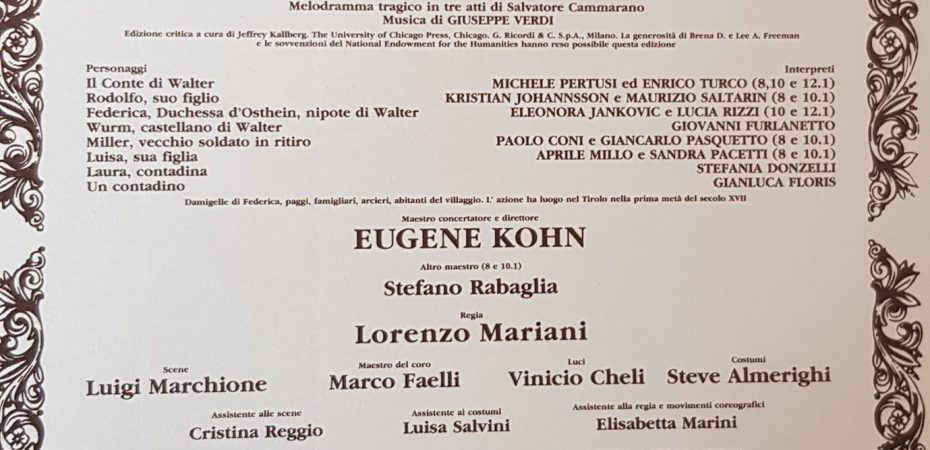 Melodramma tragico in tre atti di Salvatore Cammarano
Musica di GIUSEPPE VERDI
Edizione critica a cura di Jeffrey Kallberg. The University of Chicago Press, Chicago. G. Ricordi & C. S.p.A., Milano. La generosità di Brena D. e Lee A. Freeman
e le sovvenzioni del National Endowment for the Humanities hanno reso possibile questa edizione
Personaggi Interpreti
Il Conte di Walter MICHELE PERTUSI ed ENRICO TURCO (8,10 e 12.1)
Rodolfo, suo figlio KRISTIAN JOHANNSSON e MAURIZIO SALTARIN (8 e 10.1)
Federica, Duchessa d'Osthein, nipote di Walter ELEONORA JANKOVIC e LUCIA RIZZI (10 e 12.1)
Wurm, castellano di Walter GIOVANNI FURLANETTO
Miller, vecchio soldato in ritiro PAOLO CONI e GIANCARLO PASQUETTO (8 e 10.1)
Luisa, sua figlia APRILE MILLO e SANDRA PACETTI (8 e 10.1)
Laura, contadina STEFANIA DONZELLI
Un contadino GIANLUCA FLORIS
Damigelle di Federica, paggi, famigliari, arcieri, abitanti del villaggio. L' azione ha luogo nel Tirolo nella prima metà del secolo XVII
Maestro concertatore e direttore
EUGENE KOHN
Altro maestro (8 e 10.1)
Stefano Rabaglia
Regia
Lorenzo Mariani
Scene Maestro del coro Luci Costumi
Luigi Marchione Marco Faelli Vinicio Cheli Steve Almerighi
Assistente alle scene Assistente ai costumi Assistente alla regia e movimenti coreografici
Cristina Reggio Luisa Salvini Elisabetta Marini